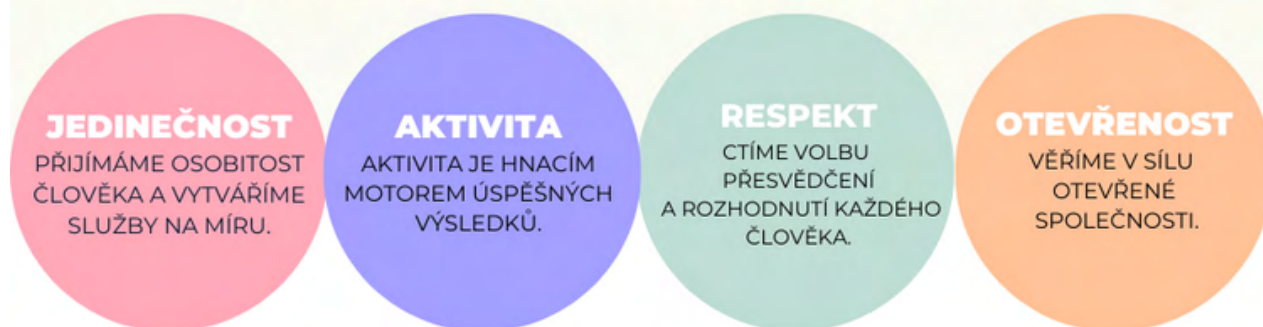 JEDINEČNOST
PŘIJÍMÁME OSOBITOST
ČLOVĚKA A VYTVÁŘÍME
SLUŽBY NA MÍRU.
AKTIVITA
AKTIVITA JE HNACÍM
MOTOREM ÚSPĚŠNÝCH
VÝSLEDKŮ.
RESPEKT
CTÍME VOLBU
PŘESVĚDČENÍ
A ROZHODNUTÍ KAŽDÉHO
ČLOVĚKA.
OTEVŘENOST
VĚŘÍME V SÍLU
OTEVŘENÉ
SPOLEČNOSTI.